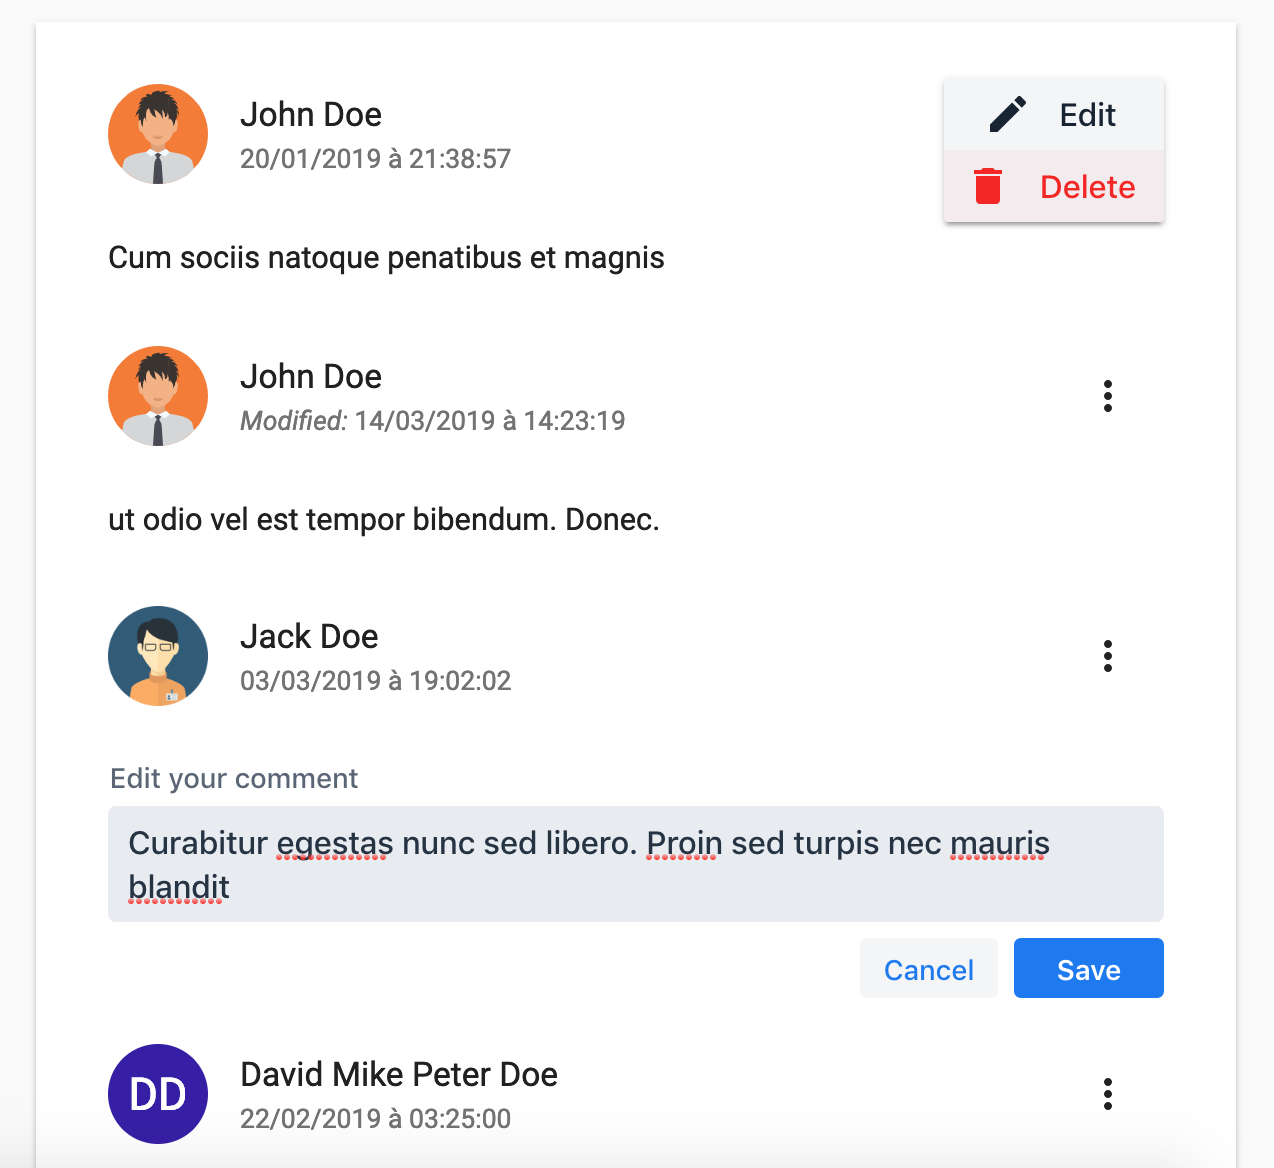 John Doe
20/01/2019 à 21:38:57
Edit
Delete
Cum sociis natoque penatibus et magnis
John Doe
Modified: 14/03/2019 à 14:23:19
ut odio vel est tempor bibendum. Donec.
Jack Doe
03/03/2019 à 19:02:02
Edit your comment
Curabitur egestas nunc sed libero. Proin sed turpis nec mauris
blandit
Cancel
Save
DD
David Mike Peter Doe
22/02/2019 à 03:25:00